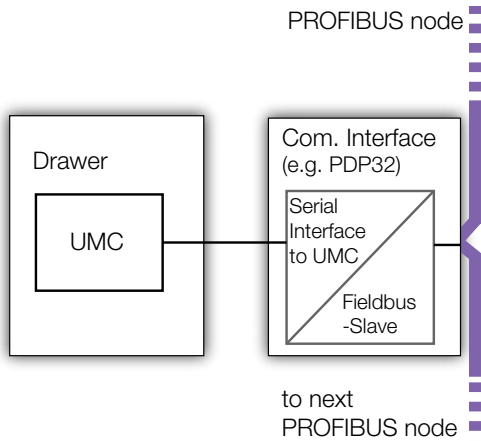 PROFIBUS node
Drawer
UMC
Com. Interface
(e.g. PDP32)
Serial
Interface
to UMC
Fieldbus
-Slave
to next
PROFIBUS node